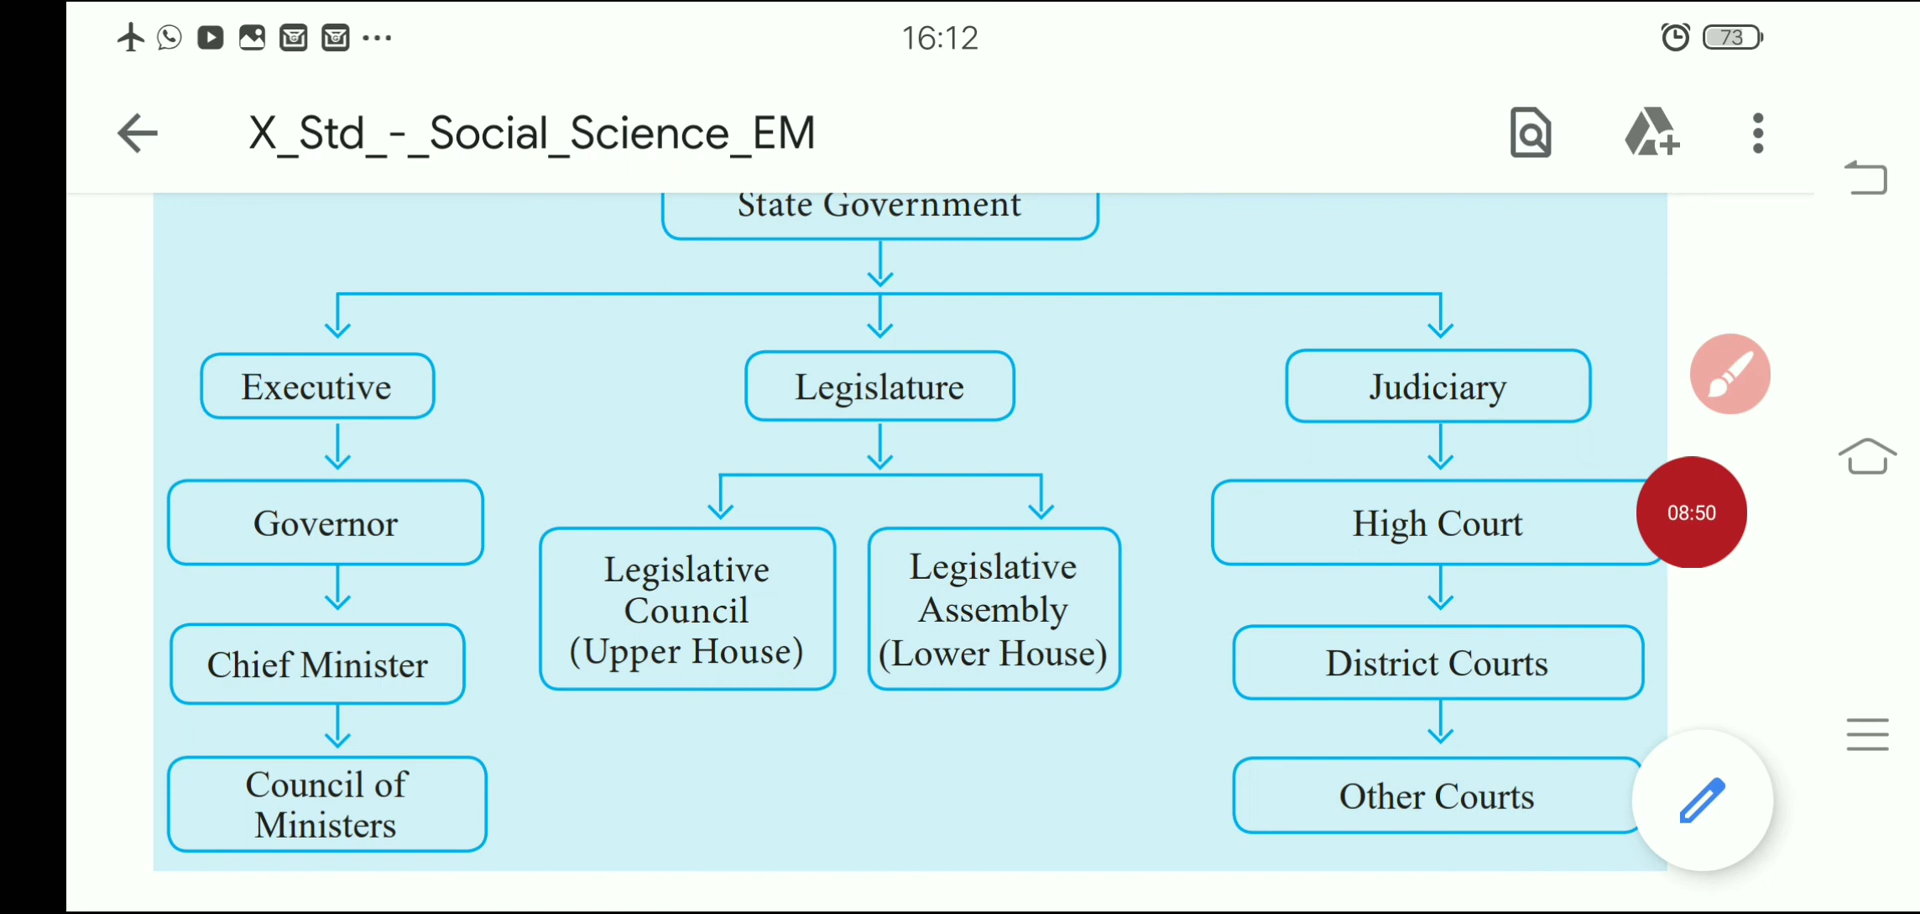 16:12
73
X_Std_-_Social_Science_EM
State Government
Executive
Legislature
Judiciary
Governor
Legislative
Council
(Upper House)
Legislative
Assembly
(Lower House)
High Court
08:50
Chief Minister
District Courts
Council of
Ministers
Other Courts